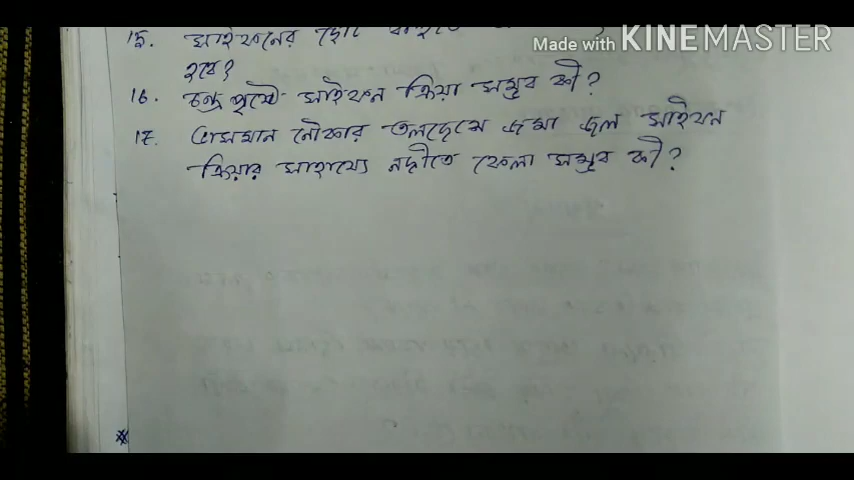 Made with KINEMASTER
15. সাইফনের ছোট
হবে?
16. চন্দ্র পৃষ্ঠে সাইফন ক্রিয়া সম্ভব কী?
17. ভাসমান নৌকার তলদেশে জমা জল সাইফন
ক্রিয়ার সাহায্যে নদীতে ফেলা সম্ভব কী?